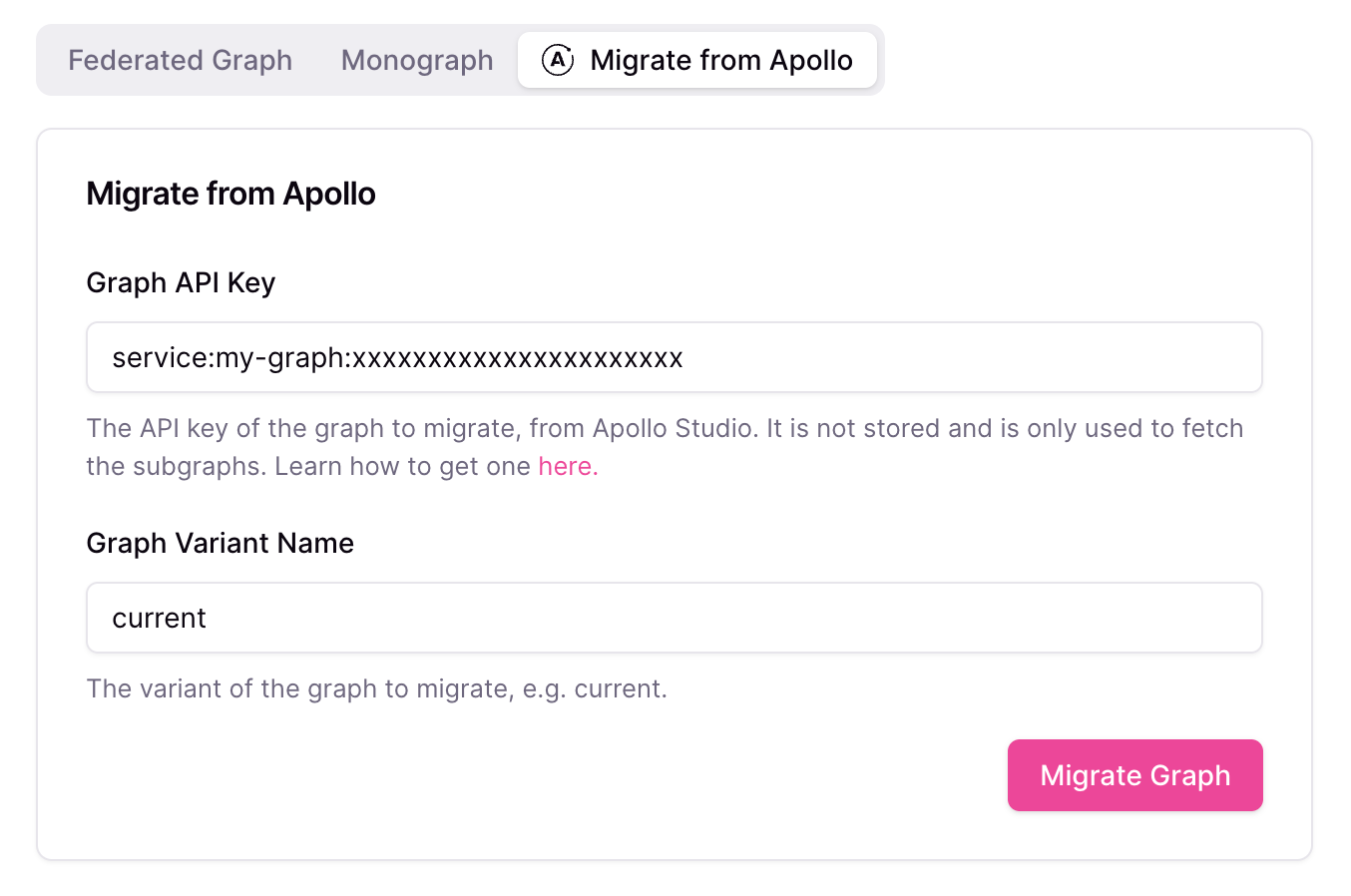 Federated Graph Monograph A Migrate from Apollo
Migrate from Apollo
Graph API Key
service:my-graph:xxxxxxxxxxxxxxxxxxxxxx
The API key of the graph to migrate, from Apollo Studio. It is not stored and is only used to fetch
the subgraphs. Learn how to get one here.
Graph Variant Name
current
The variant of the graph to migrate, e.g. current.
Migrate Graph